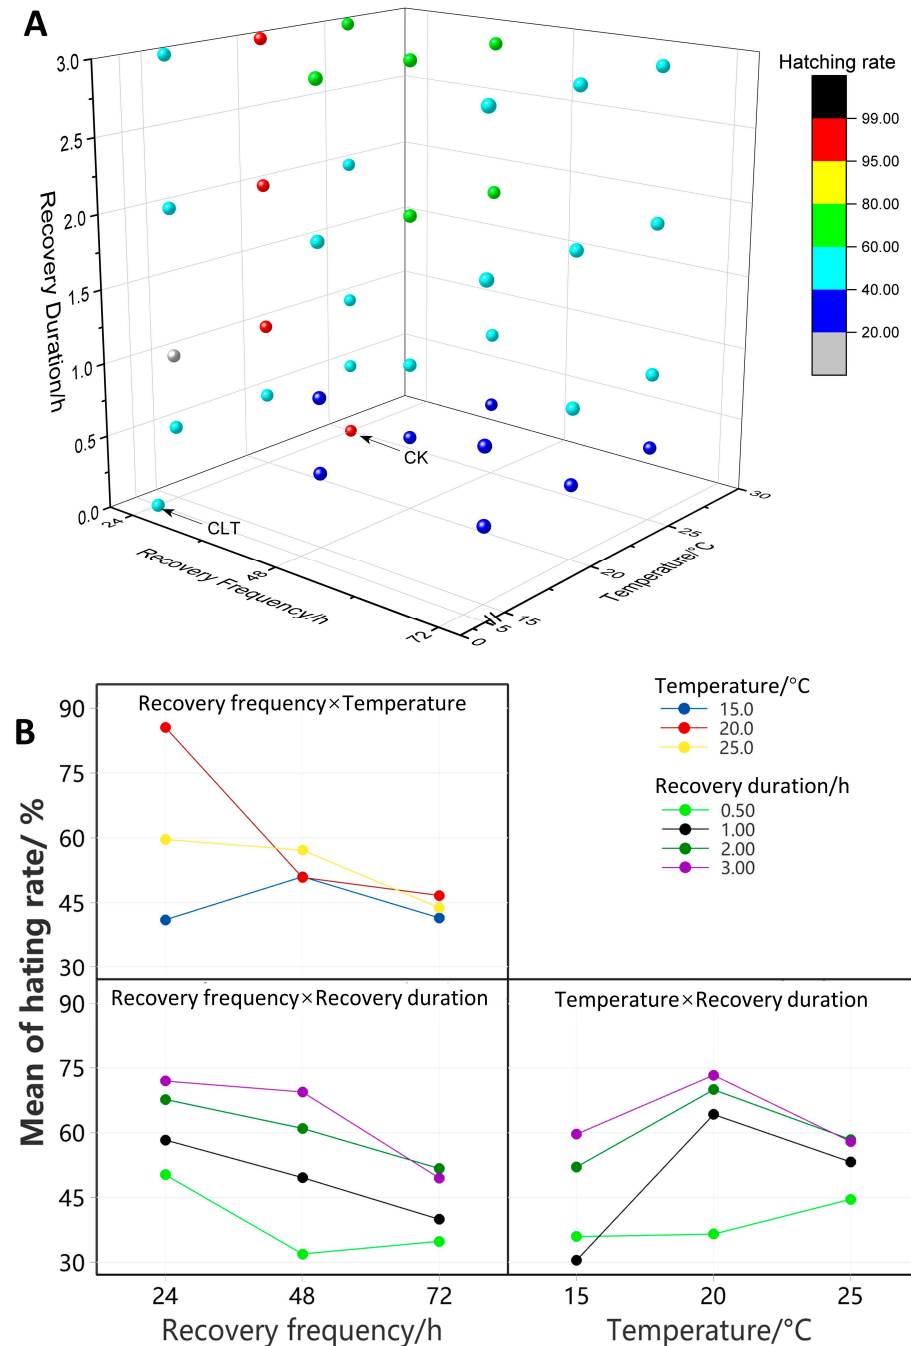 A
Hatching rate
99.00
95.00
80.00
60.00
40.00
20.00
Recovery Duration/h
3.0
2.5
2.0
1.5
1.0
0.5
0.0
CK
CLT
24
48
72
Recovery Frequency/h
0
5
15
20
25
30
Temperature/°C
B
Mean of hating rate/ %
Recovery frequency×Temperature
90
75
60
45
30
Temperature/°C
15.0
20.0
25.0
Recovery duration/h
0.50
1.00
2.00
3.00
Recovery frequency×Recovery duration
Temperature×Recovery duration
90
75
60
45
30
24 48 72
15 20 25
Recovery frequency/h
Temperature/°C